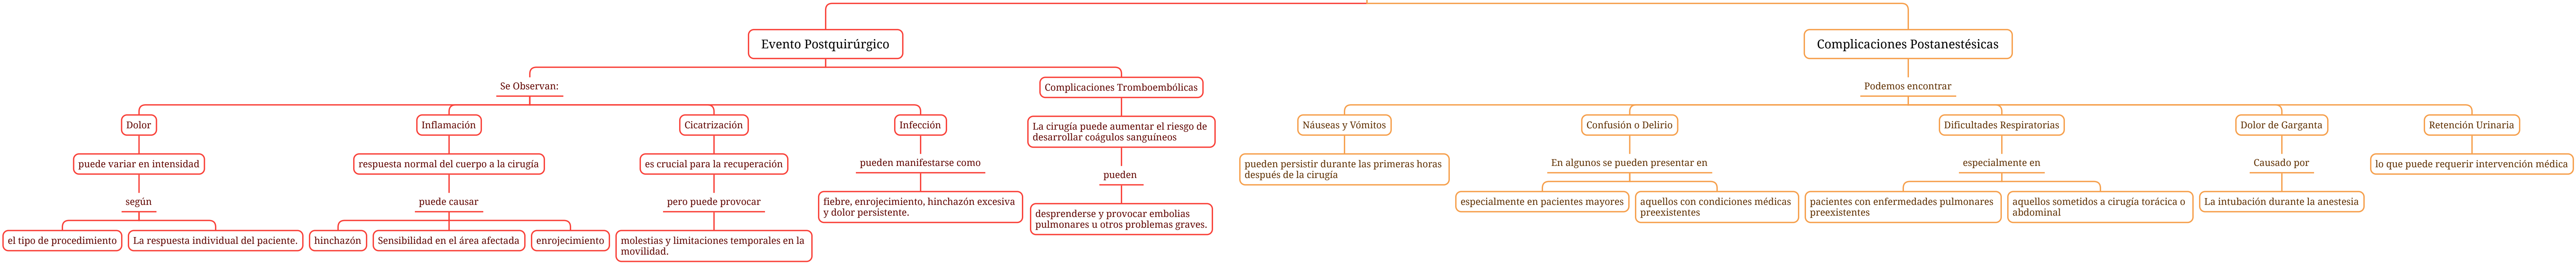 Evento Postquirúrgico
Complicaciones Postanestésicas
Se Observan:
Complicaciones Tromboembólicas
Podemos encontrar
Dolor
Inflamación
Cicatrización
Infección
La cirugía puede aumentar el riesgo de
desarrollar coágulos sanguíneos
Náuseas y Vómitos
Confusión o Delirio
Dificultades Respiratorias
Dolor de Garganta
Retención Urinaria
puede variar en intensidad
respuesta normal del cuerpo a la cirugía
es crucial para la recuperación
pueden manifestarse como
pueden
pueden persistir durante las primeras horas
después de la cirugía
En algunos se pueden presentar en
especialmente en
Causado por
lo que puede requerir intervención médica
según
puede causar
pero puede provocar
fiebre, enrojecimiento, hinchazón excesiva
y dolor persistente.
desprenderse y provocar embolias
pulmonares u otros problemas graves.
especialmente en pacientes mayores
aquellos con condiciones médicas
preexistentes
pacientes con enfermedades pulmonares
preexistentes
aquellos sometidos a cirugía torácica o
abdominal
La intubación durante la anestesia
el tipo de procedimiento
La respuesta individual del paciente.
hinchazón
Sensibilidad en el área afectada
enrojecimiento
molestias y limitaciones temporales en la
movilidad.